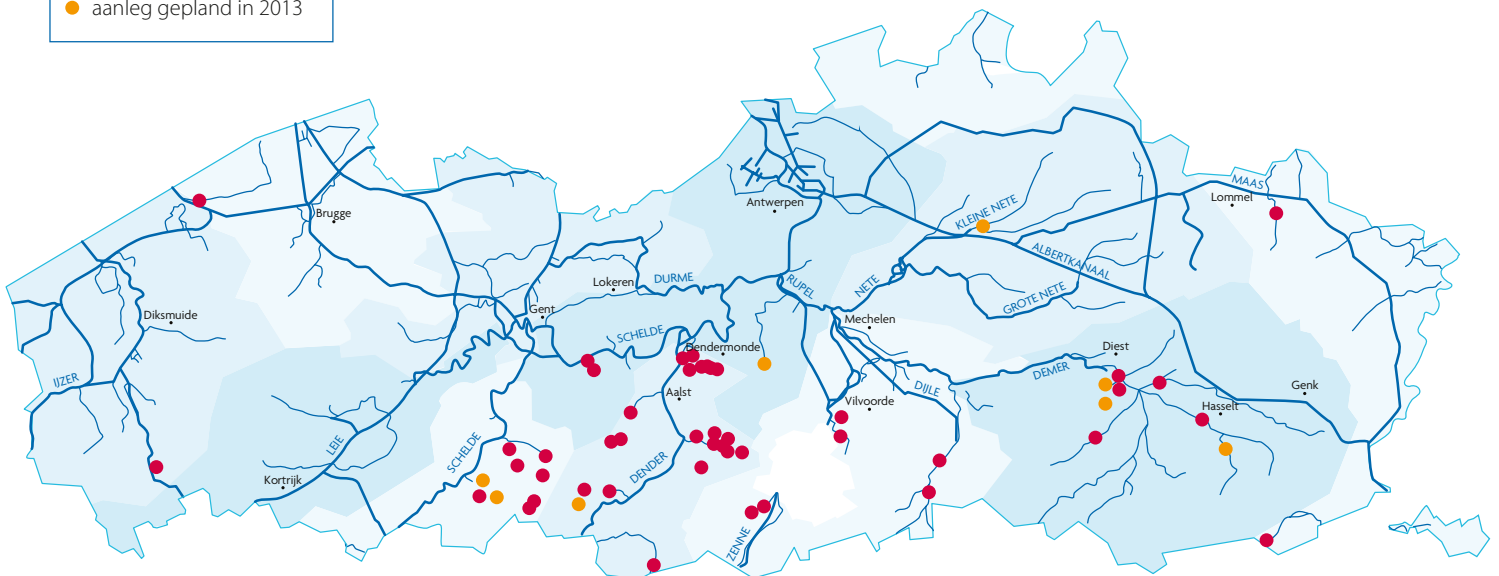 aanleg gepland in 2013
MAAS
Lommel
Antwerpen
Brugge
KLEINE NETE
ALBERTKANAAL
Lokeren
DURME
RUPEL
NETE
GROTE NETE
Gent
Diksmuide
SCHELDE
Mechelen
Dendermonde
Diest
IJZER
DEMER
DIJLE
Genk
Aalst
Vilvoorde
Hasselt
LEIE
SCHELDE
DENDER
Kortrijk
ZENNE